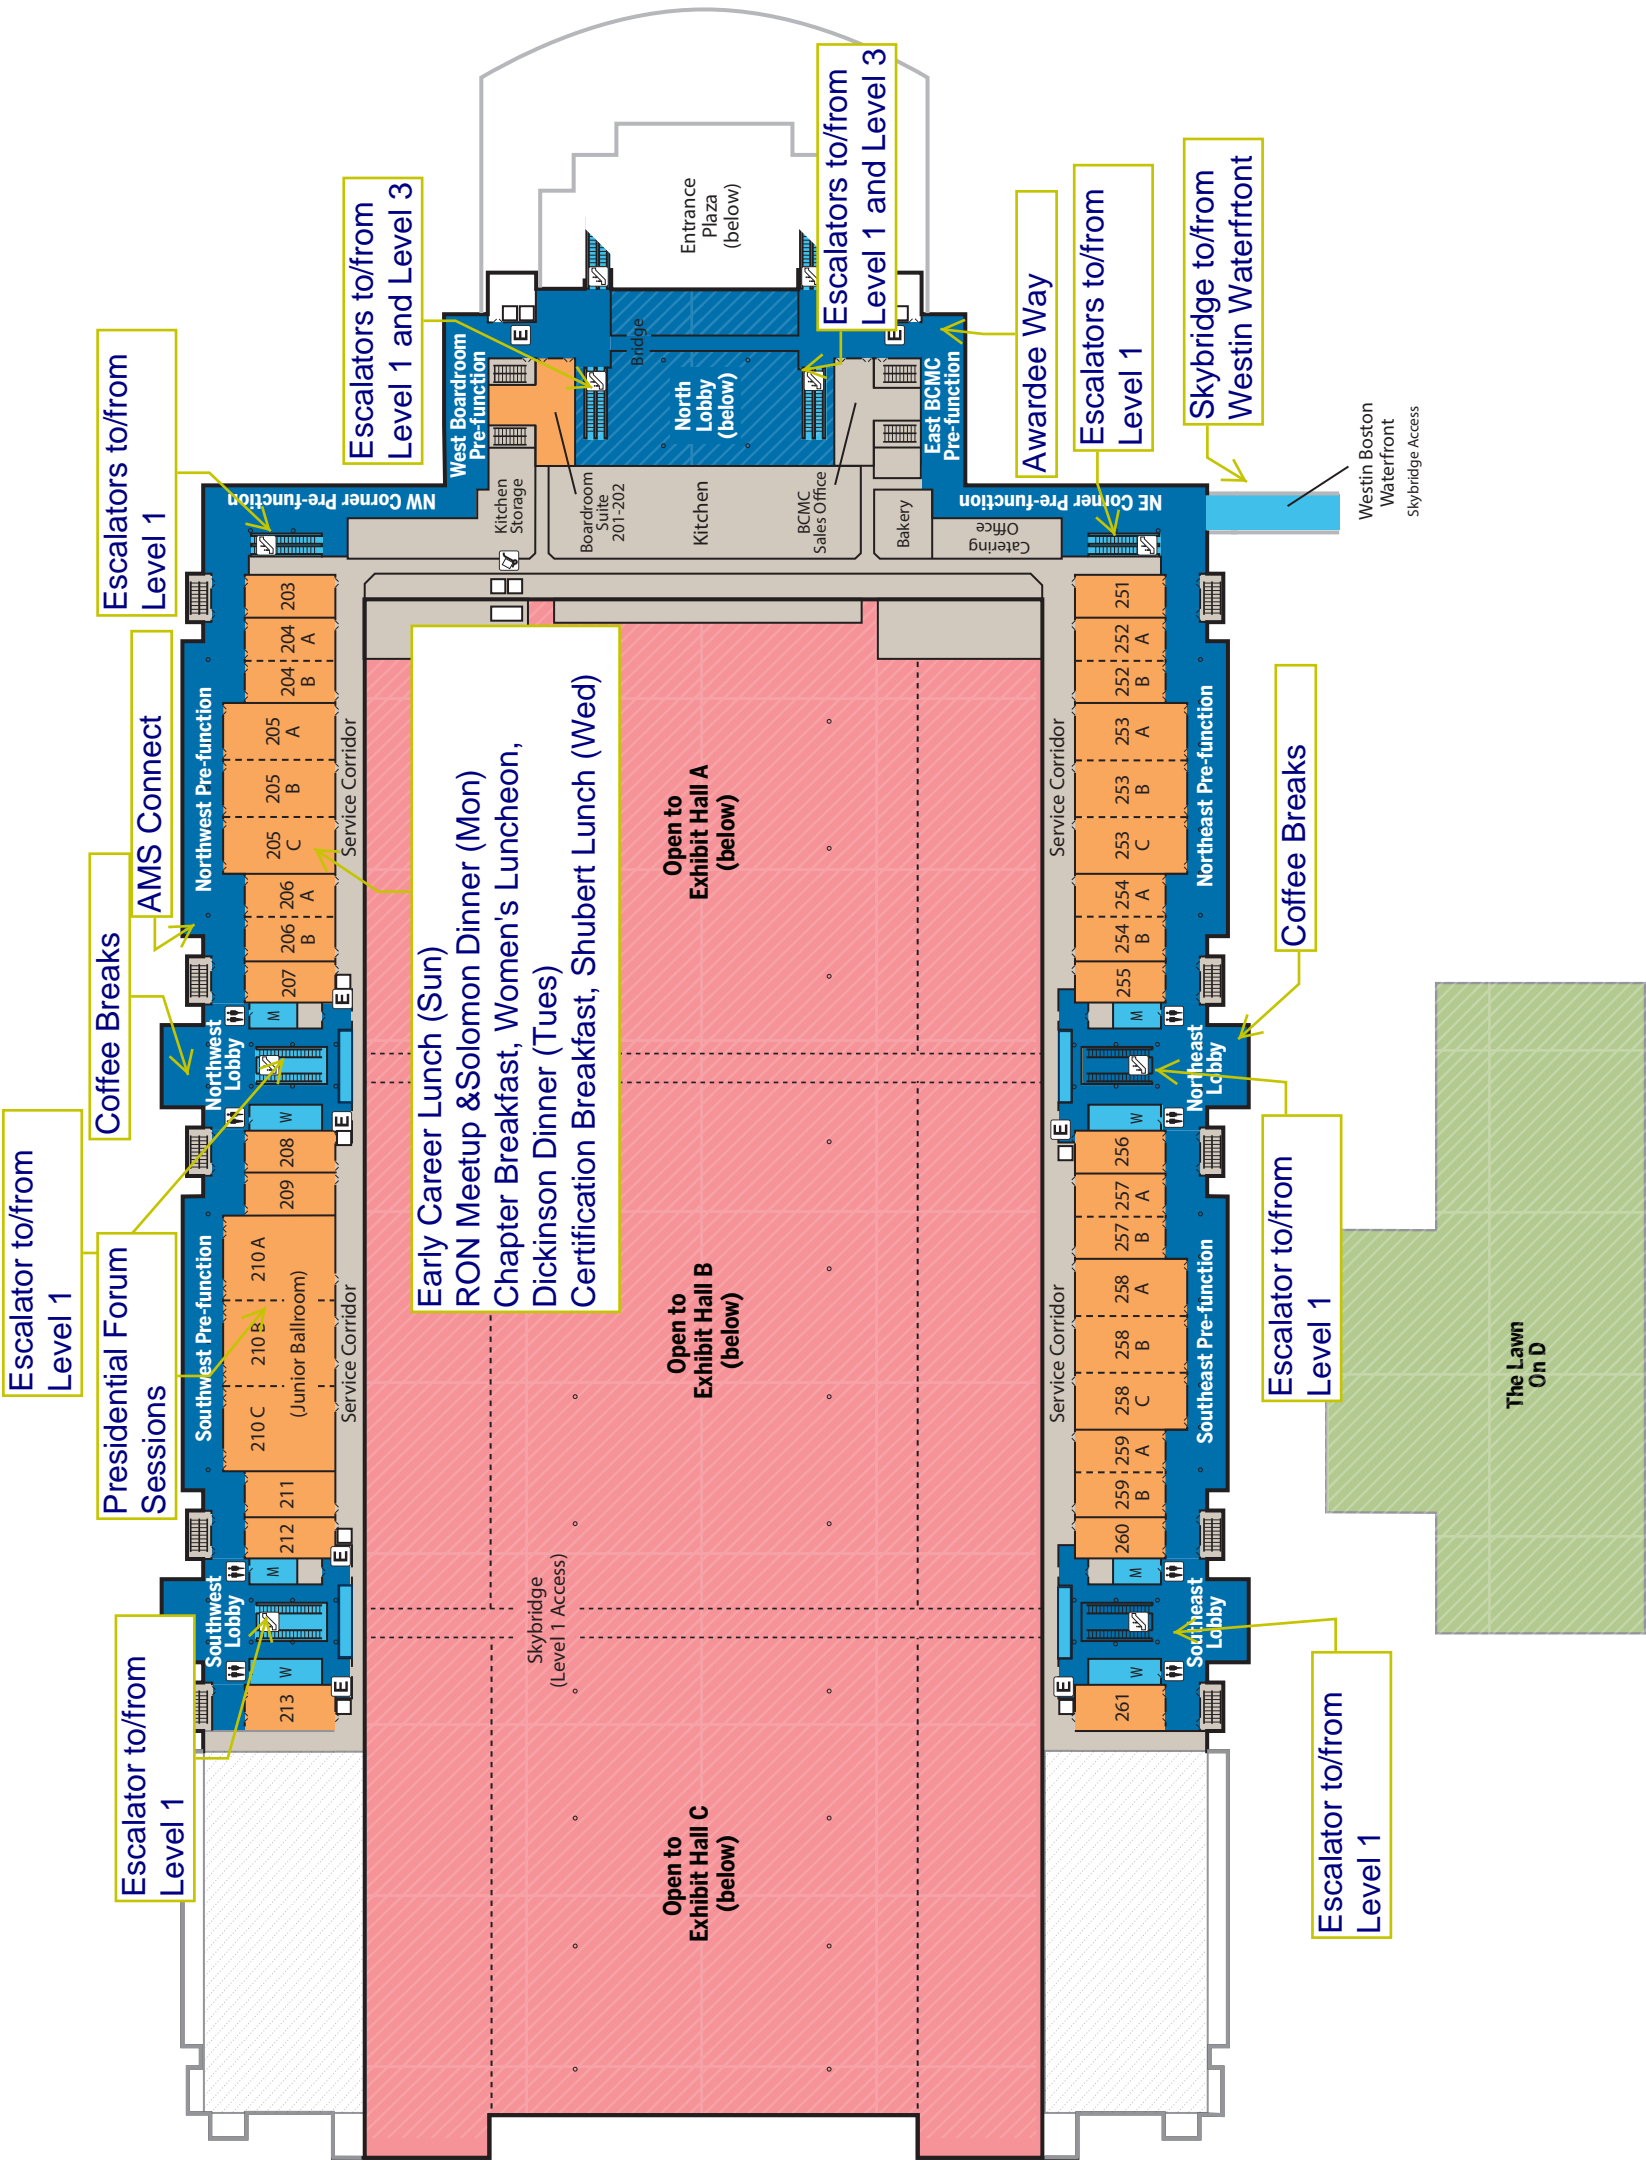 Escalator to/from
Level 1
Coffee Breaks
AMS Connect
Escalators to/from
Level 1
Presidential Forum
Sessions
Escalator to/from
Level 1
Escalators to/from
Level 1 and Level 3
Escalators to/from
Level 1 and Level 3
Awardee Way
Escalators to/from
Level 1
Skybridge to/from
Westin Waterfrtont
Coffee Breaks
Escalator to/from
Level 1
Escalator to/from
Level 1
Early Career Lunch (Sun)
RON Meetup &Solomon Dinner (Mon)
Chapter Breakfast, Women's Luncheon,
Dickinson Dinner (Tues)
Certification Breakfast, Shubert Lunch (Wed)
Entrance
Plaza
(below)
Bridge
North
Lobby
(below)
West Boardroom
Pre-function
East BCMC
Pre-function
NW Corner Pre-function
NE Corner Pre-function
Kitchen
Storage
Boardroom
Suite
201-202
Kitchen
BCMC
Sales Office
Bakery
Catering
Office
Westin Boston
Waterfront
Skybridge Access
Northwest Pre-function
Northwest
Lobby
Southwest Pre-function
Southwest
Lobby
203
204
A
204
B
205
A
205
B
205
C
206
A
206
B
207
M
W
208
209
210 A
210 B
210 C
(Junior Ballroom)
211
212
M
W
213
Service Corridor
Service Corridor
E
E
E
E
E
E
Open to
Exhibit Hall A
(below)
Open to
Exhibit Hall B
(below)
Skybridge
(Level 1 Access)
Open to
Exhibit Hall C
(below)
Service Corridor
Service Corridor
E
E
251
252
A
252
B
253
A
253
B
253
C
254
A
254
B
255
M
W
256
257
A
257
B
258
A
258
B
258
C
259
A
259
B
260
M
W
261
Northeast Pre-function
Northeast
Lobby
Southeast Pre-function
Southeast
Lobby
The Lawn
On D